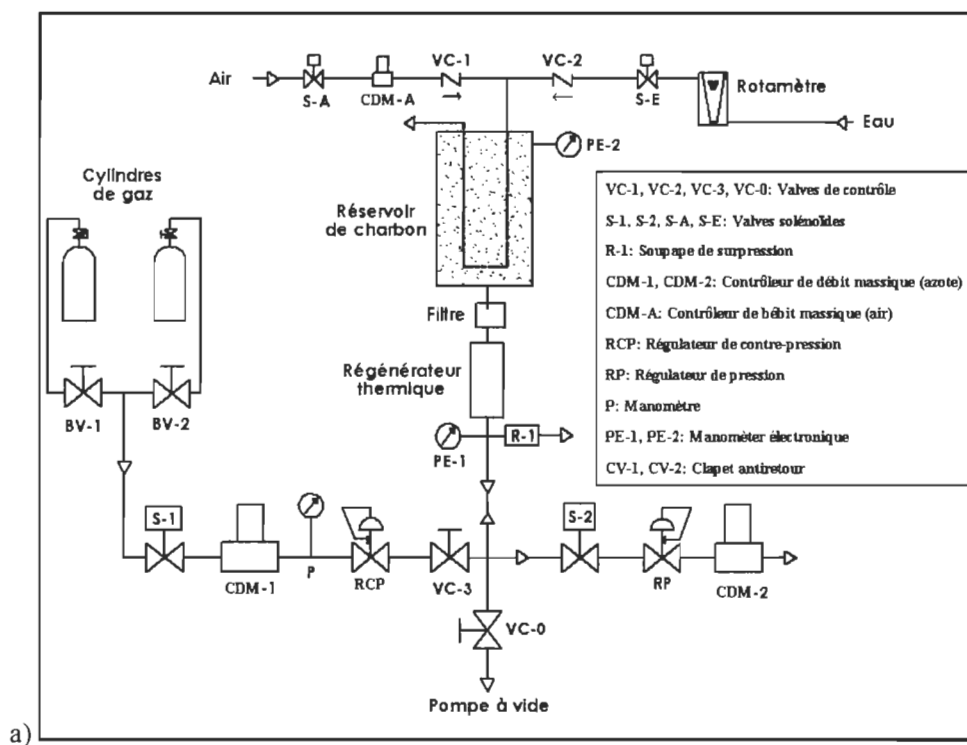 VC-1
VC-2
Air
S-A
CDM-A
S-E
Rotamètre
Eau
PE-2
Cylindres
de gaz
Réservoir
de charbon
VC-1, VC-2, VC-3, VC-0: Valves de contrôle
S-1, S-2, S-A, S-E: Valves solénoïdes
R-1: Soupape de surpression
CDM-1, CDM-2: Contrôleur de débit massique (azote)
CDM-A: Contrôleur de bébit massique (air)
RCP: Régulateur de contre-pression
RP: Régulateur de pression
P: Manomètre
PE-1, PE-2: Manomèter électronique
CV-1, CV-2: Clapet antiretour
Filtre
Régénérateur
thermique
BV-1
BV-2
PE-1
R-1
S-1
S-2
CDM-1
P
RCP
VC-3
RP
CDM-2
VC-0
Pompe à vide
a)